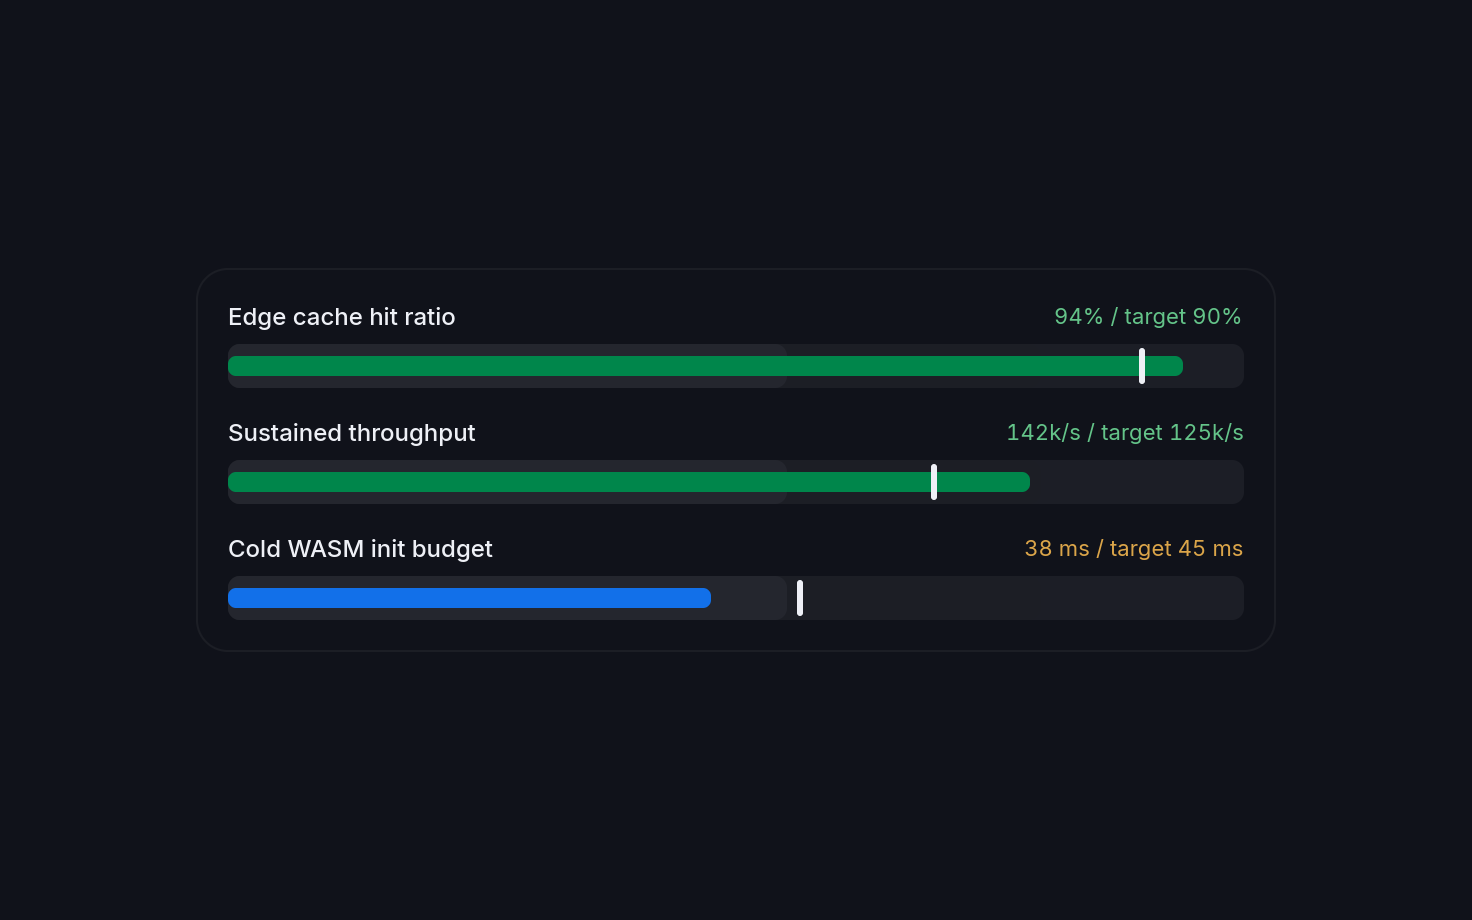 Edge cache hit ratio 94% / target 90%
Sustained throughput 142k/s / target 125k/s
Cold WASM init budget 38 ms / target 45 ms